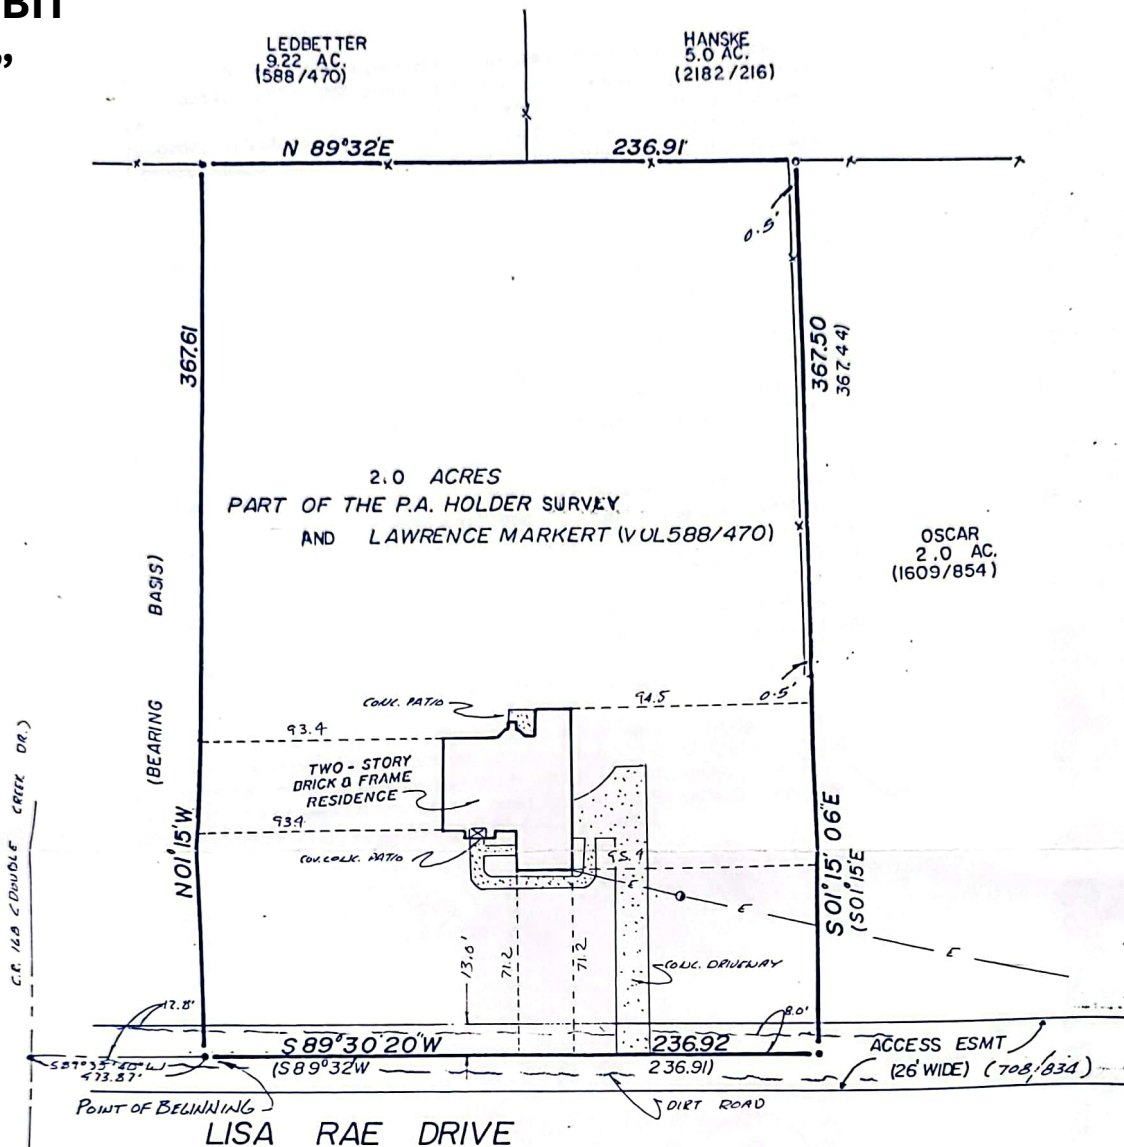 BIT
”
LEDBETTER
9.22 AC.
(588/470)
HANSKE
5.0 AC.
(2182/216)
N 89°32'E
236.91'
0.5'
367.61
367.50
367.44)
2.0 ACRES
PART OF THE P.A. HOLDER SURVEY
AND LAWRENCE MARKERT (VOL588/470)
OSCAR
2.0 AC.
(1609/854)
(BEARING BASIS)
N01°15'W
CONC. PATIO
94.5
0.5'
93.4
TWO-STORY
BRICK & FRAME
RESIDENCE
93.4
COV. CONC. PATIO
95.4
S01°15'06"E
(S01°15'E
E
E
E
C.R. 168 (DOUBLE CREEK DR.)
13.0'
71.2
71.2
CONC. DRIVEWAY
12.8'
8.0'
S89°30'20"W
236.92
(S89°32'W
236.91)
473.87'
ACCESS ESMT
(26' WIDE) (708/834)
POINT OF BEGINNING
DIRT ROAD
LISA RAE DRIVE